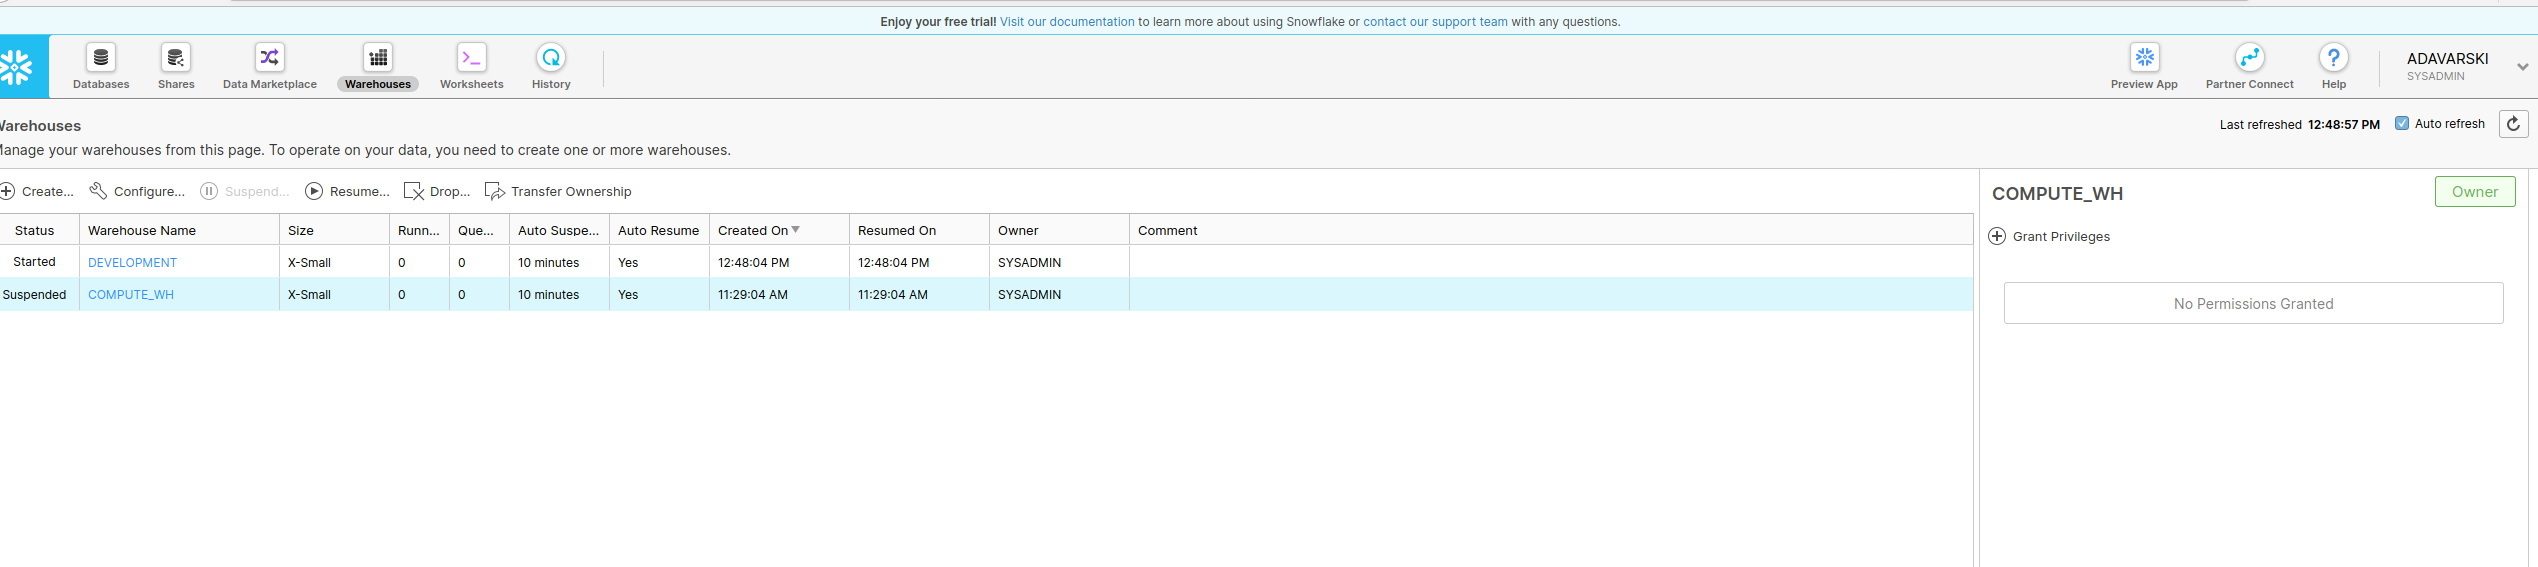 Enjoy your free trial! Visit our documentation to learn more about using Snowflake or contact our support team with any questions.
Databases Shares Data Marketplace Warehouses Worksheets History Preview App Partner Connect Help ADAVARSKI SYSADMIN
Warehouses
Last refreshed 12:48:57 PM Auto refresh
Manage your warehouses from this page. To operate on your data, you need to create one or more warehouses.
Create... Configure... Suspend... Resume... Drop... Transfer Ownership
Status Warehouse Name Size Runn... Que... Auto Suspe... Auto Resume Created On Resumed On Owner Comment
Started DEVELOPMENT X-Small 0 0 10 minutes Yes 12:48:04 PM 12:48:04 PM SYSADMIN
Suspended COMPUTE_WH X-Small 0 0 10 minutes Yes 11:29:04 AM 11:29:04 AM SYSADMIN
COMPUTE_WH Owner
Grant Privileges
No Permissions Granted